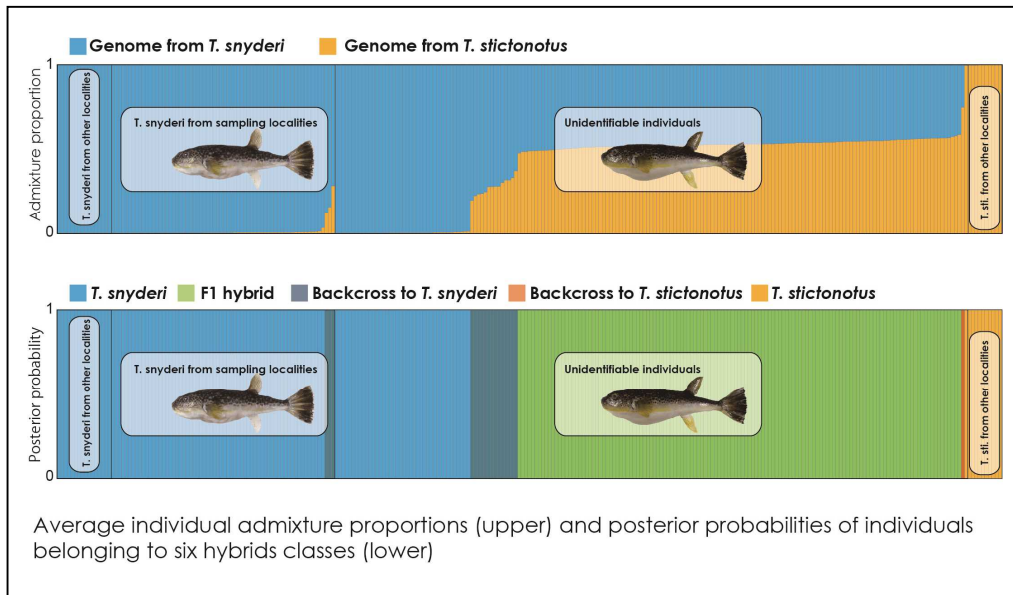 Genome from T. snyderi Genome from T. stictonotus
1
Admixture proportion
0
T. snyderi from other localities
T. snyderi from sampling localities
Unidentifiable individuals
T. sti. from other localities
T. snyderi F1 hybrid Backcross to T. snyderi Backcross to T. stictonotus T. stictonotus
1
Posterior probability
0
T. snyderi from other localities
T. snyderi from sampling localities
Unidentifiable individuals
T. sti. from other localities
Average individual admixture proportions (upper) and posterior probabilities of individuals
belonging to six hybrids classes (lower)